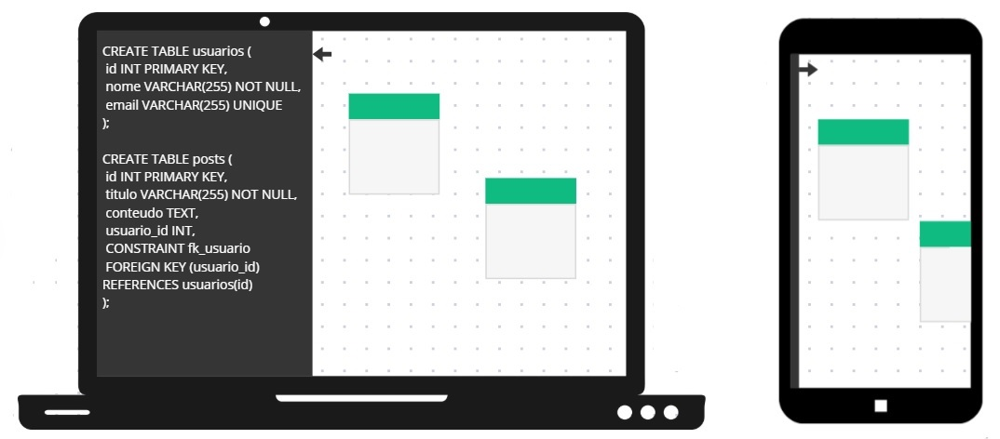 CREATE TABLE usuarios (
id INT PRIMARY KEY,
nome VARCHAR(255) NOT NULL,
email VARCHAR(255) UNIQUE
);
CREATE TABLE posts (
id INT PRIMARY KEY,
titulo VARCHAR(255) NOT NULL,
conteudo TEXT,
usuario_id INT,
CONSTRAINT fk_usuario
FOREIGN KEY (usuario_id)
REFERENCES usuarios(id)
);